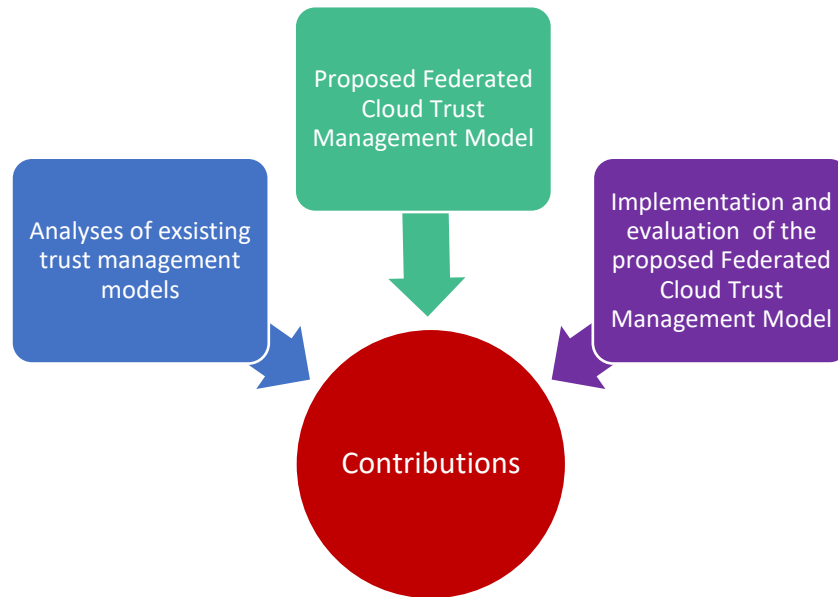 Proposed Federated
Cloud Trust
Management Model
Analyses of exsisting
trust management
models
Implementation and
evaluation of the
proposed Federated
Cloud Trust
Management Model
Contributions